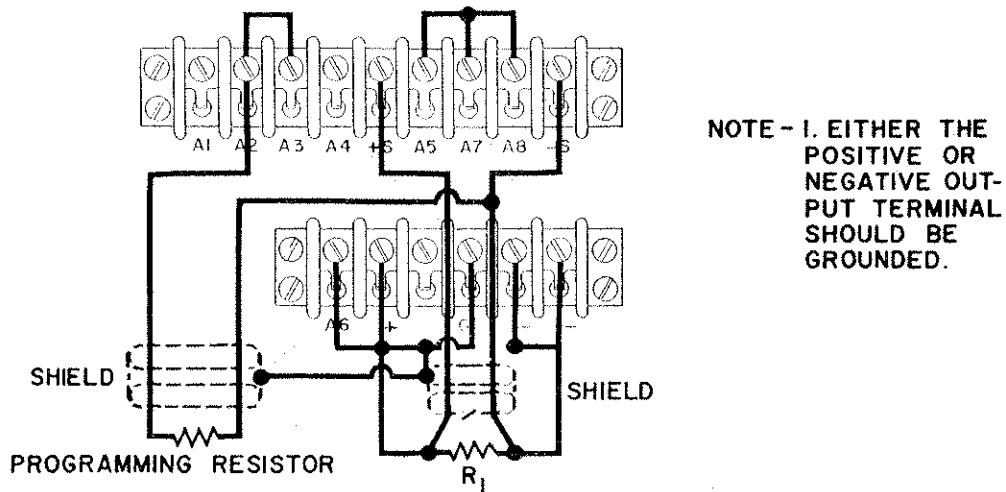 A1 A2 A3 A4 +S A5 A7 A8 -S
NOTE - 1. EITHER THE
POSITIVE OR
NEGATIVE OUT-
PUT TERMINAL
SHOULD BE
GROUNDED.
A6 + G - -
SHIELD
SHIELD
PROGRAMMING RESISTOR
R1